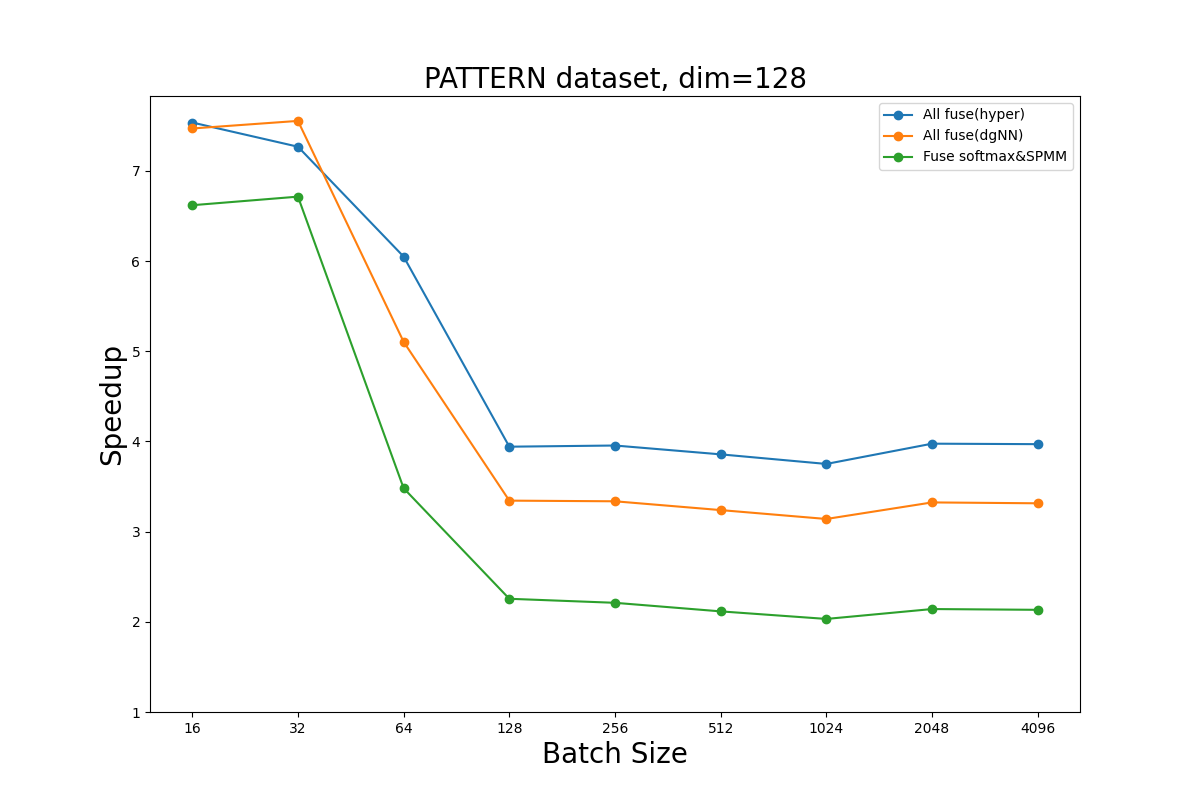 PATTERN dataset, dim=128
All fuse(hyper)
All fuse(dgNN)
Fuse softmax&SPMM
7
6
5
4
3
2
1
Speedup
16 32 64 128 256 512 1024 2048 4096
Batch Size